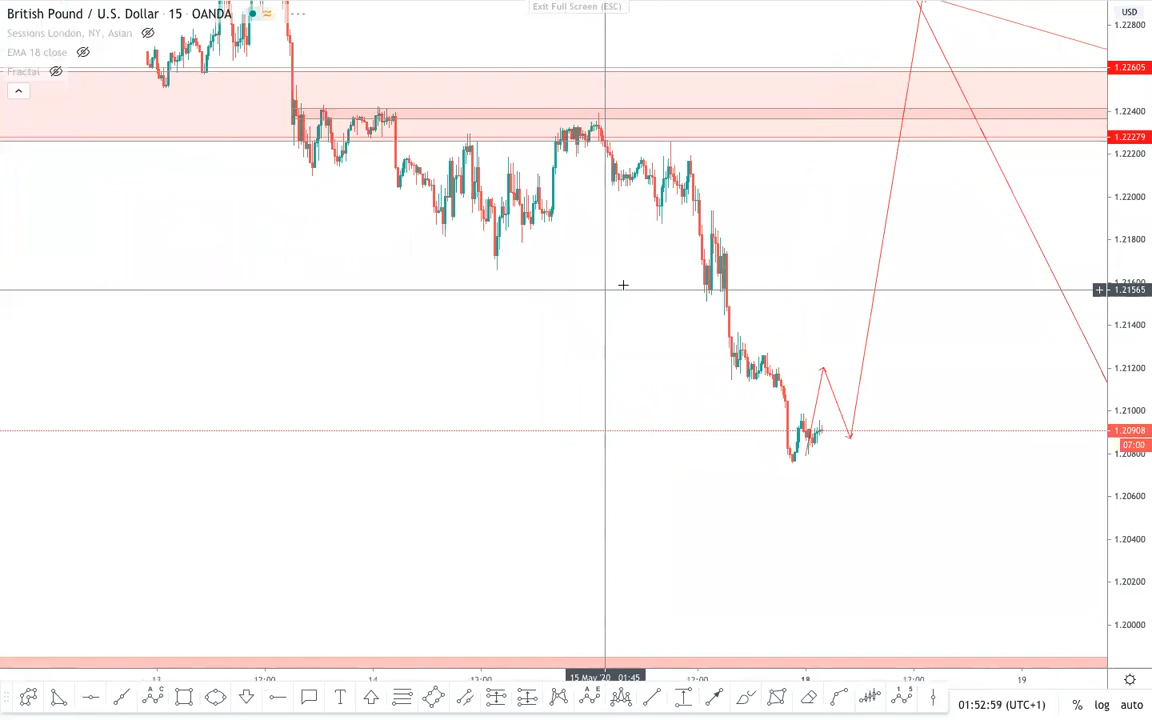 British Pound / U.S. Dollar · 15 · OANDA
Exit Full Screen (ESC)
USD
1.22800
Sessions London, NY, Asian
EMA 18 close
1.22605
Fractal
1.22400
1.22279
1.22200
1.22000
1.21800
1.21600
1.21565
1.21400
1.21200
1.21000
1.20908
07:00
1.20800
1.20600
1.20400
1.20200
1.20000
13 12:00 14 12:00 15 May '20 01:45 12:00 18 12:00 19
A C
A E
1 5
01:52:59 (UTC+1) % log auto